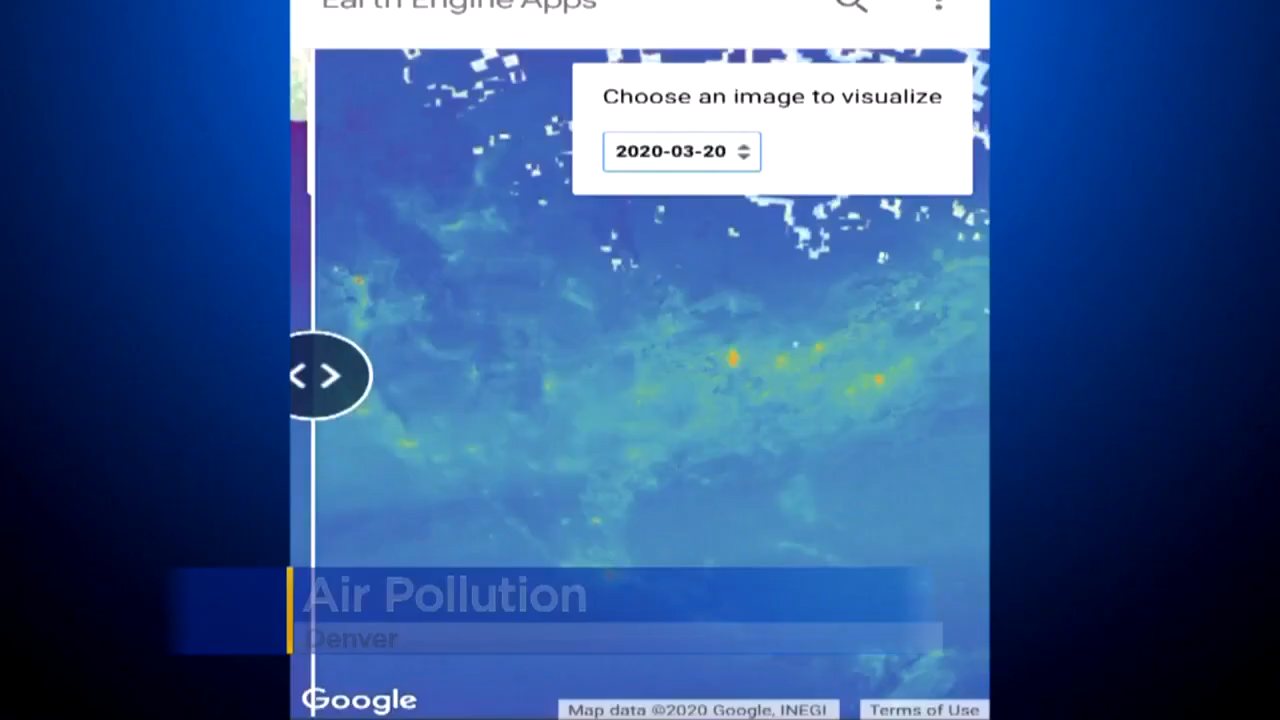 Earth Engine Apps
Choose an image to visualize
2020-03-20
Air Pollution
Denver
Google
Map data ©2020 Google, INEGI
Terms of Use